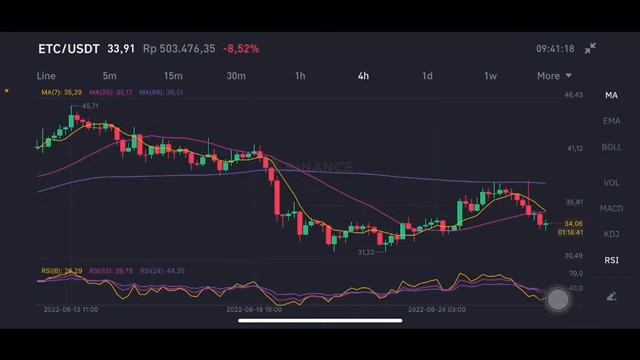 ETC/USDT 33,91 Rp 503.476,35 -8,52% 09:41:18
Line 5m 15m 30m 1h 4h 1d 1w More
MA(7): 35,29 MA(25): 35,17 MA(99): 38,01
46,43
MA
45,71
EMA
41,12
BOLL
BINANCE
VOL
35,81
MACD
34,06
01:18:41
KDJ
31,22
30,49
RSI
RSI(6): 26,29 RSI(12): 39,73 RSI(24): 44,25
70,0
40,0
2022-08-13 11:00 2022-08-18 19:00 2022-08-24 03:00